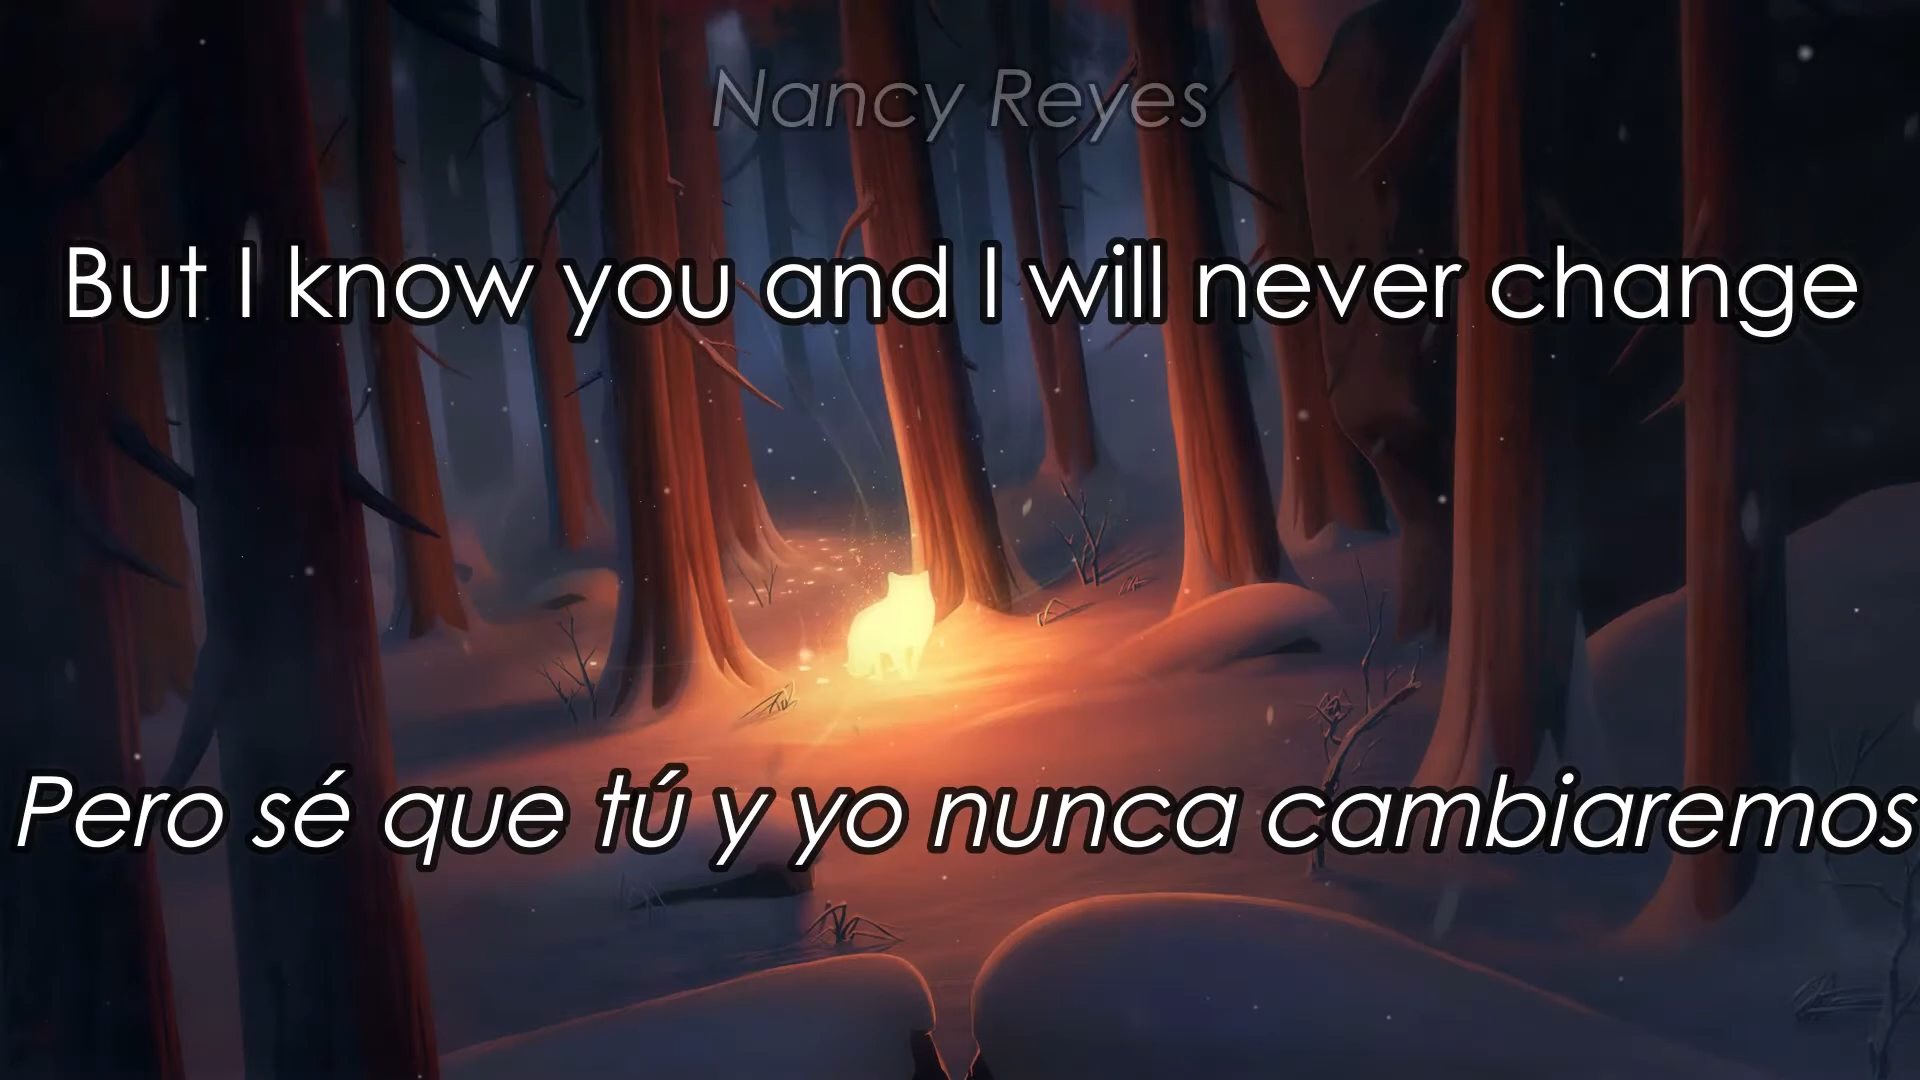 Nancy Reyes
But I know you and I will never change
Pero sé que tú y yo nunca cambiaremos